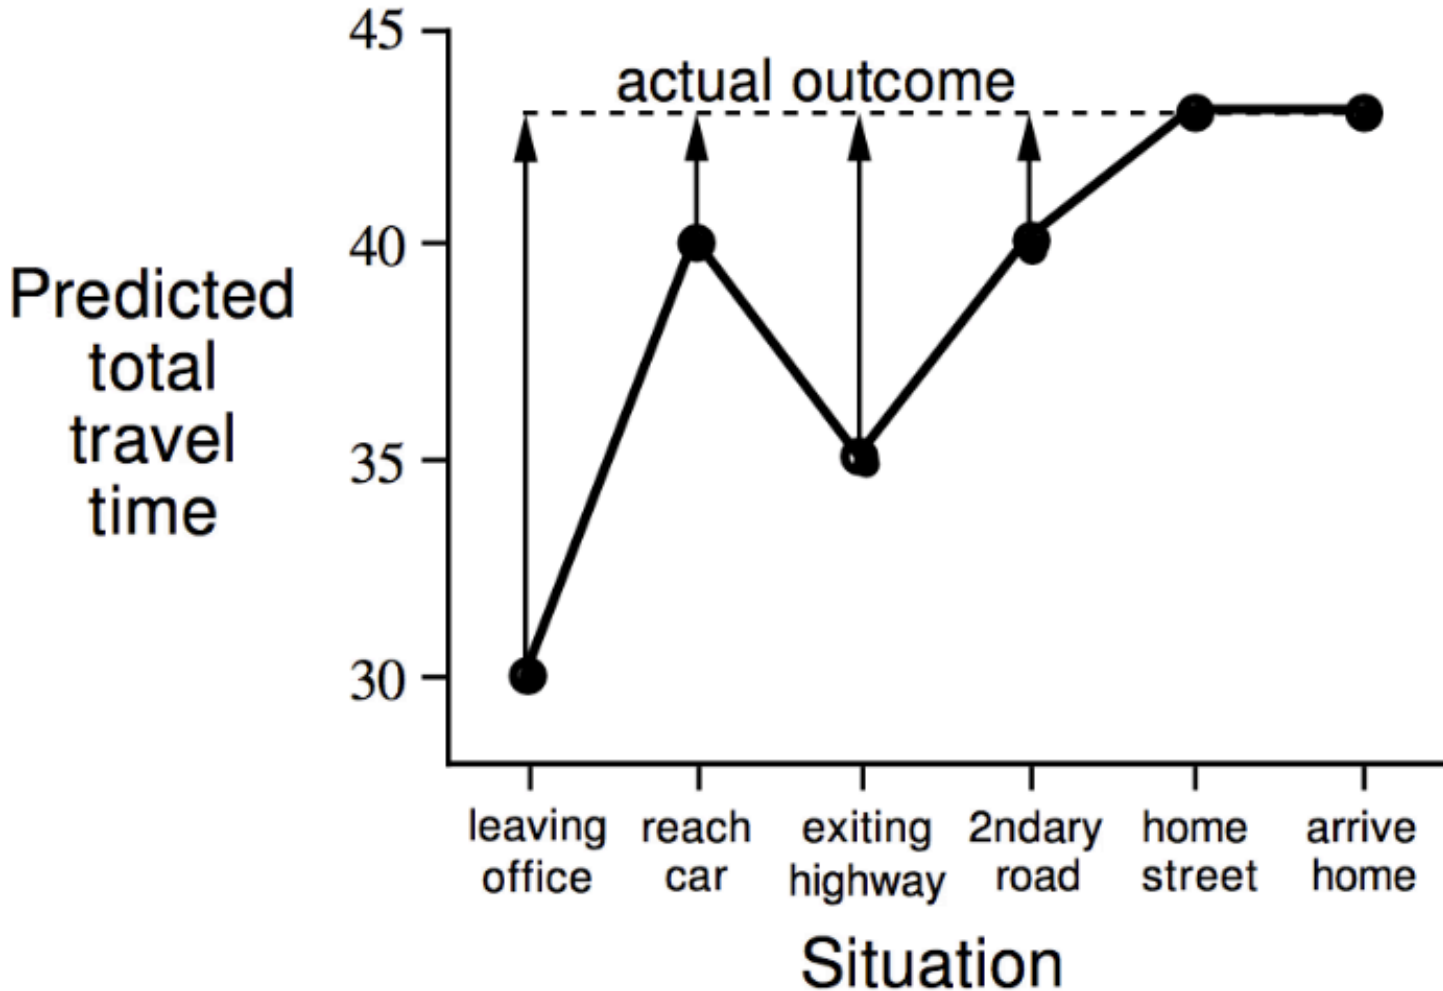 45
actual outcome
40
Predicted
total
travel
time
35
30
leaving
office
reach
car
exiting
highway
2ndary
road
home
street
arrive
home
Situation